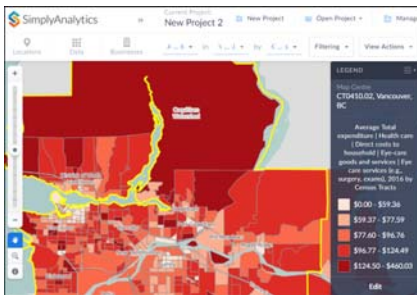 SimplyAnalytics
»
Current Project:
New Project 2
New Project
Open Project
Locations
Data
Businesses
in
by
Filtering
View Actions
LEGEND
Map Centre
CT0410.02, Vancouver,
BC
Average Total
expenditure | Health care
| Direct costs to
household | Eye-care
goods and services | Eye
care services (e.g.,
surgery, exams), 2016 by
Census Tracts
$0.00 - $59.36
$59.37 - $77.59
$77.60 - $96.76
$96.77 - $124.49
$124.50 - $460.03
Edit